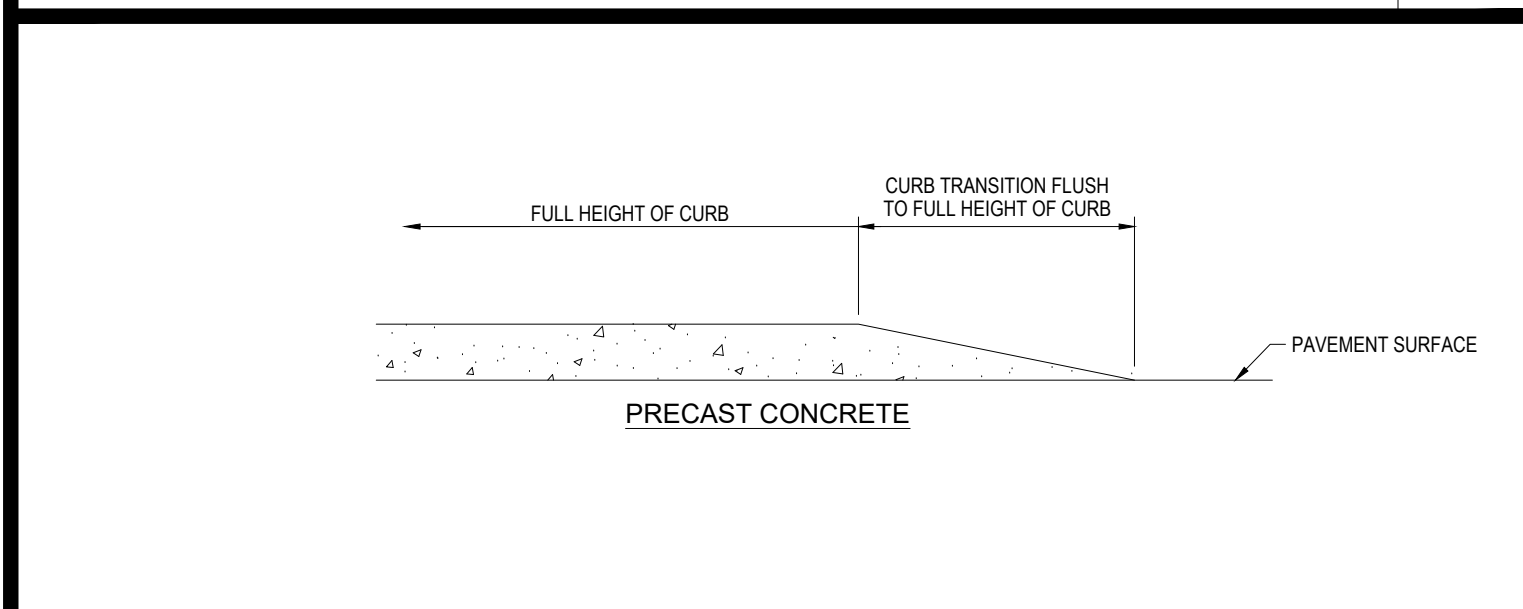 CURB TRANSITION FLUSH
TO FULL HEIGHT OF CURB
FULL HEIGHT OF CURB
PAVEMENT SURFACE
PRECAST CONCRETE